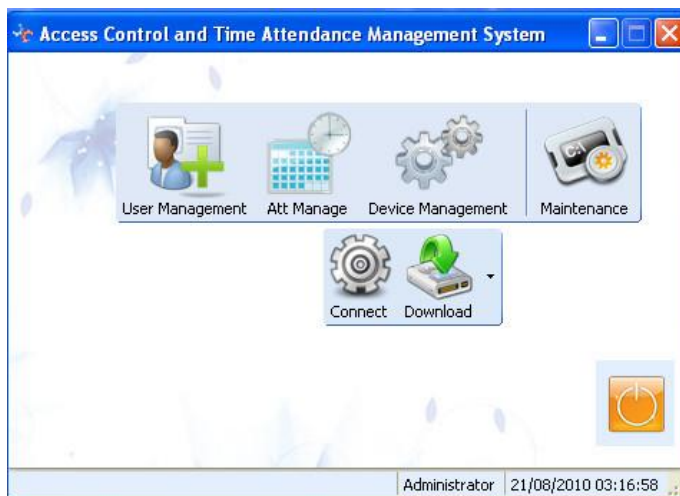 Access Control and Time Attendance Management System
C:\
User Management Att Manage Device Management Maintenance
Connect Download
Administrator 21/08/2010 03:16:58